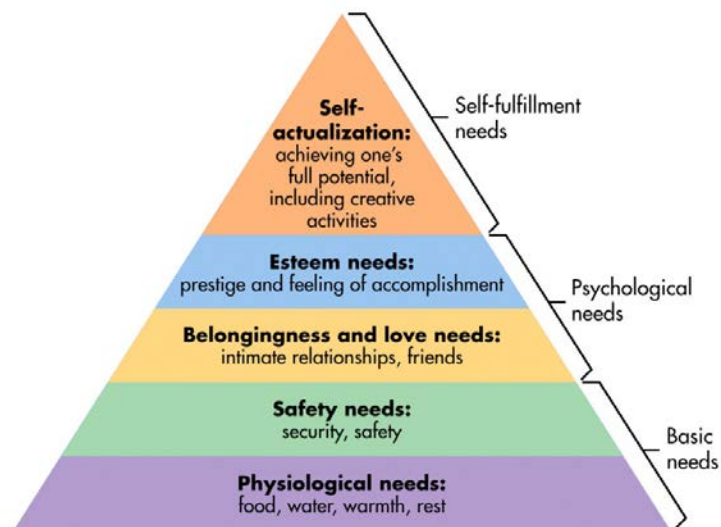 Self-
actualization:
achieving one's
full potential,
including creative
activities
Esteem needs:
prestige and feeling of accomplishment
Belongingness and love needs:
intimate relationships, friends
Safety needs:
security, safety
Physiological needs:
food, water, warmth, rest
Self-fulfillment
needs
Psychological
needs
Basic
needs